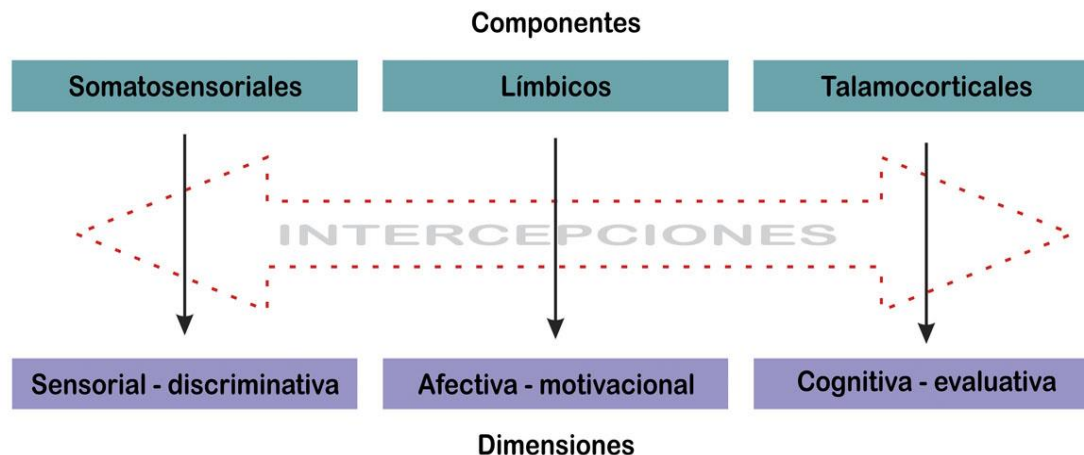 Componentes
Somatosensoriales
Límbicos
Talamocorticales
INTERCEPCIONES
Sensorial - discriminativa
Afectiva - motivacional
Cognitiva - evaluativa
Dimensiones